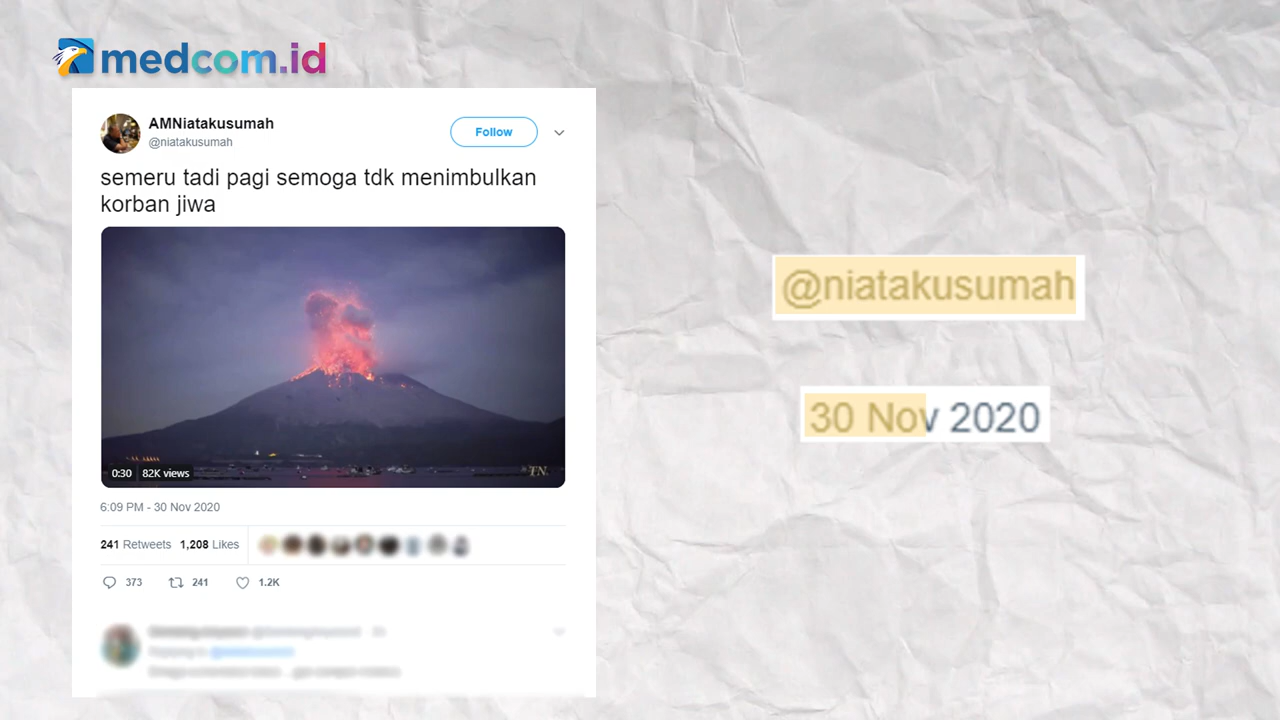 medcom.id
AMNiatakusumah
@niatakusumah
Follow
semeru tadi pagi semoga tdk menimbulkan
korban jiwa
0:30 82K views
TN.
6:09 PM - 30 Nov 2020
241 Retweets 1,208 Likes
373 241 1.2K
@niatakusumah
30 Nov 2020